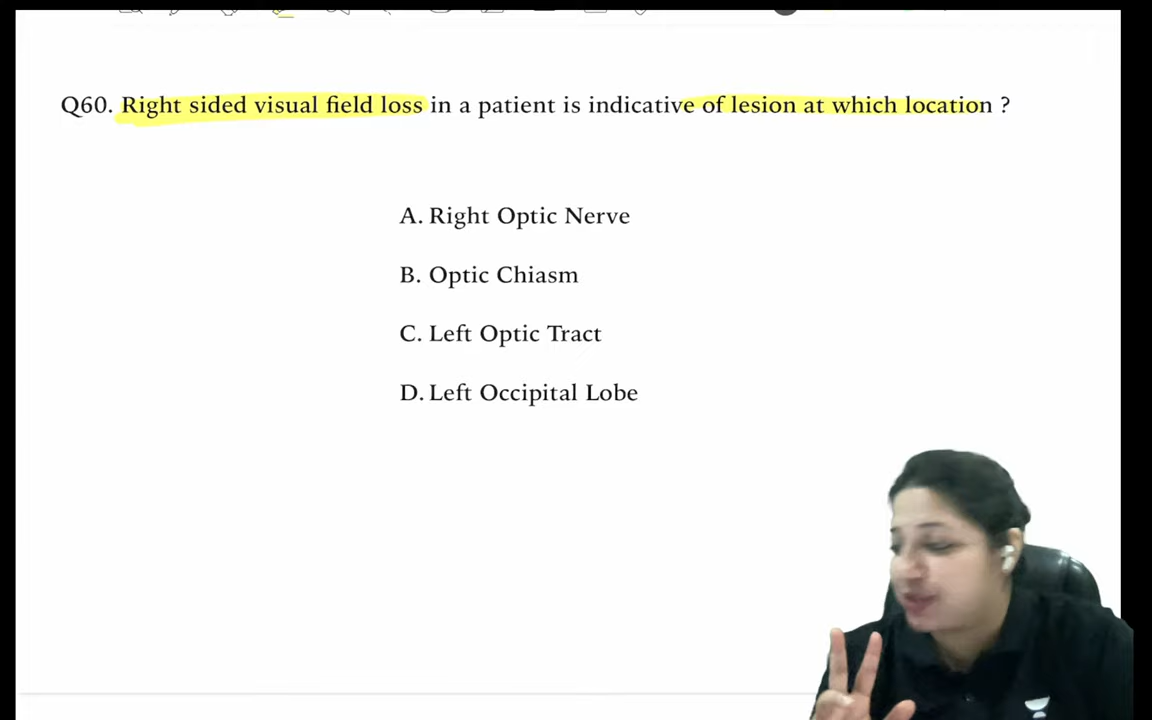 Q60. Right sided visual field loss in a patient is indicative of lesion at which location ?
A. Right Optic Nerve
B. Optic Chiasm
C. Left Optic Tract
D. Left Occipital Lobe